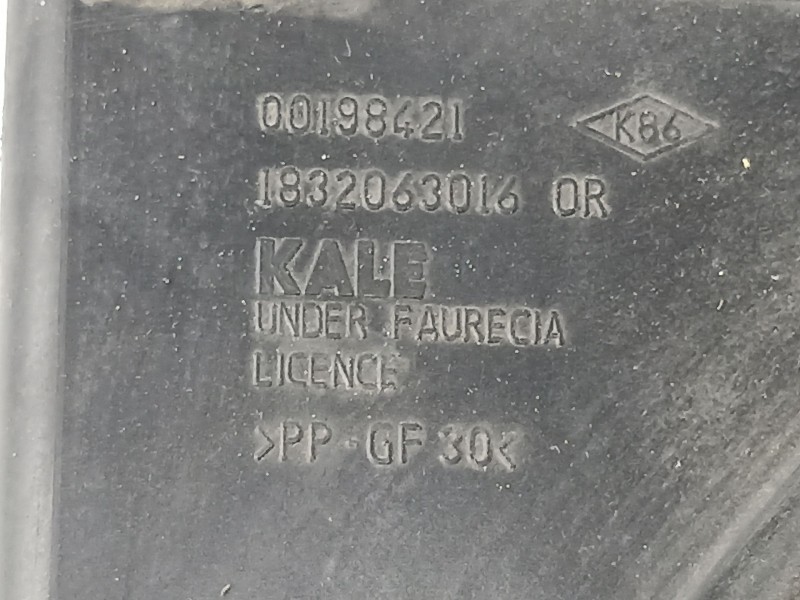 00198421
K86
1832063016 OR
KALE
UNDER FAURECIA
LICENCE
>PP-GF 30<